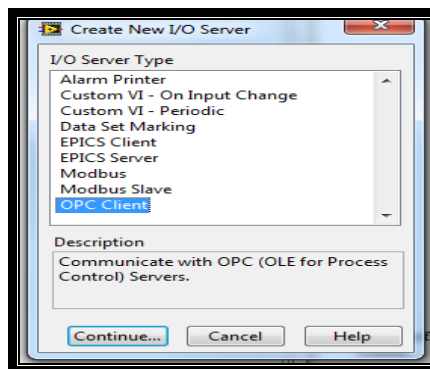 Create New I/O Server
I/O Server Type
Alarm Printer
Custom VI - On Input Change
Custom VI - Periodic
Data Set Marking
EPICS Client
EPICS Server
Modbus
Modbus Slave
OPC Client
Description
Communicate with OPC (OLE for Process
Control) Servers.
Continue... Cancel Help